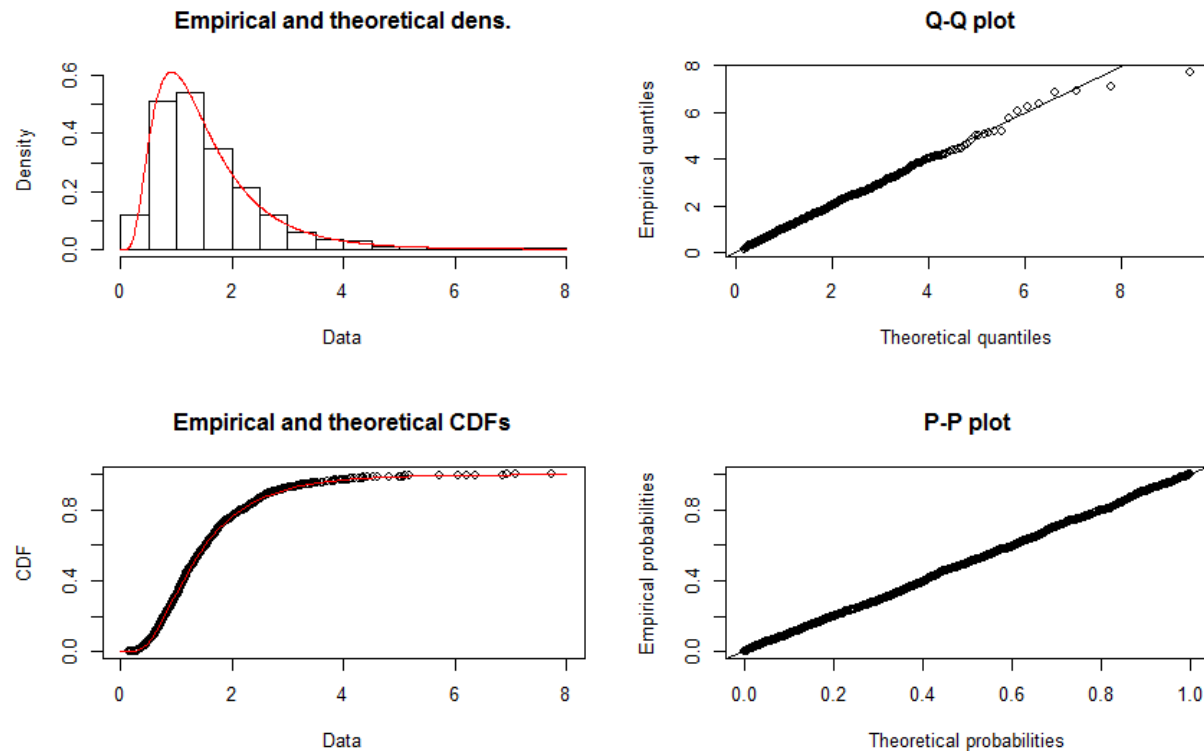 Empirical and theoretical dens.
Density
0.0 0.2 0.4 0.6
0 2 4 6 8
Data
Q-Q plot
Empirical quantiles
0 2 4 6 8
0 2 4 6 8
Theoretical quantiles
Empirical and theoretical CDFs
CDF
0.0 0.4 0.8
0 2 4 6 8
Data
P-P plot
Empirical probabilities
0.0 0.4 0.8
0.0 0.2 0.4 0.6 0.8 1.0
Theoretical probabilities